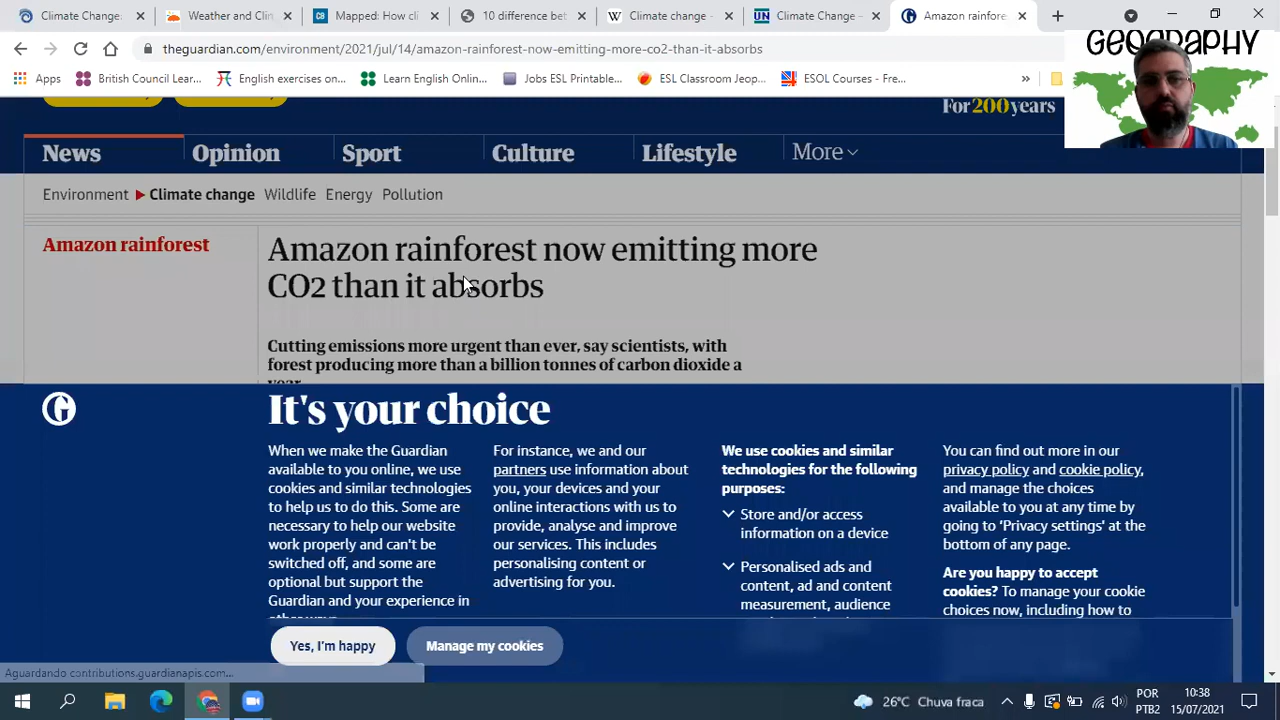 Climate Change:
Weather and Clin
Mapped: How cli
10 difference bet
Climate change -
Climate Change –
Amazon rainfore
theguardian.com/environment/2021/jul/14/amazon-rainforest-now-emitting-more-co2-than-it-absorbs
Apps
British Council Lear...
English exercises on...
Learn English Onlin...
Jobs ESL Printable...
ESL Classroom Jeop...
ESOL Courses - Fre...
»
GEOGRAPHY
For 200 years
News
Opinion
Sport
Culture
Lifestyle
More
Environment
Climate change
Wildlife
Energy
Pollution
Amazon rainforest
Amazon rainforest now emitting more
CO2 than it absorbs
Cutting emissions more urgent than ever, say scientists, with
forest producing more than a billion tonnes of carbon dioxide a
year
It's your choice
When we make the Guardian
available to you online, we use
cookies and similar technologies
to help us to do this. Some are
necessary to help our website
work properly and can't be
switched off, and some are
optional but support the
Guardian and your experience in
other ways.
For instance, we and our
partners use information about
you, your devices and your
online interactions with us to
provide, analyse and improve
our services. This includes
personalising content or
advertising for you.
We use cookies and similar
technologies for the following
purposes:
Store and/or access
information on a device
Personalised ads and
content, ad and content
measurement, audience
You can find out more in our
privacy policy and cookie policy,
and manage the choices
available to you at any time by
going to 'Privacy settings' at the
bottom of any page.
Are you happy to accept
cookies? To manage your cookie
choices now, including how to
Yes, I'm happy
Manage my cookies
Aguardando contributions.guardianapis.com...
26°C Chuva fraca
POR
PTB2
10:38
15/07/2021